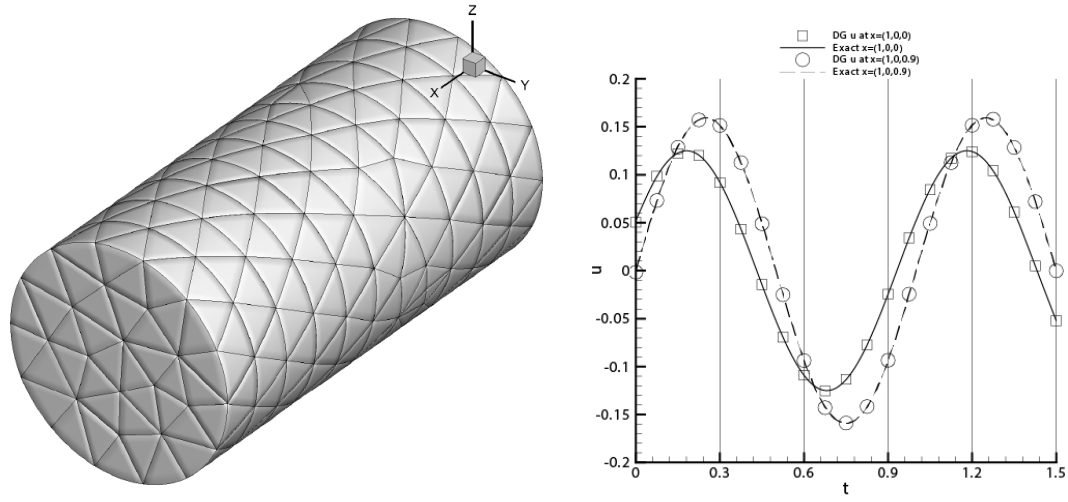 Z
Y
X
DG u at x=(1,0,0)
Exact x=(1,0,0)
DG u at x=(1,0,0.9)
Exact x=(1,0,0.9)
0.2
0.15
0.1
0.05
0
-0.05
-0.1
-0.15
-0.2
u
0 0.3 0.6 0.9 1.2 1.5
t